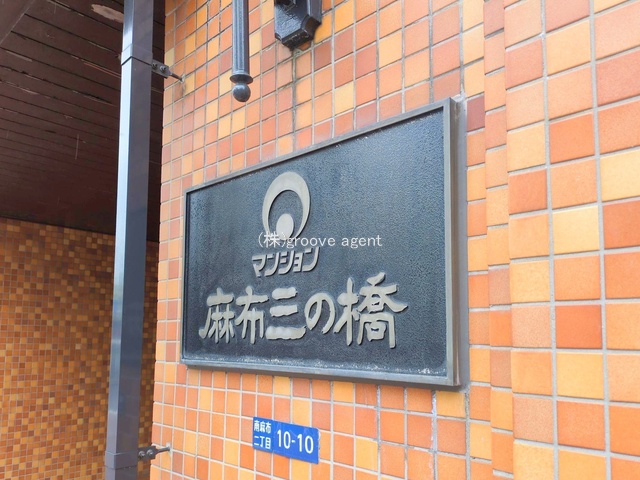 (株)groove agent
マンション
麻布三の橋
南麻布
二丁目
10-10